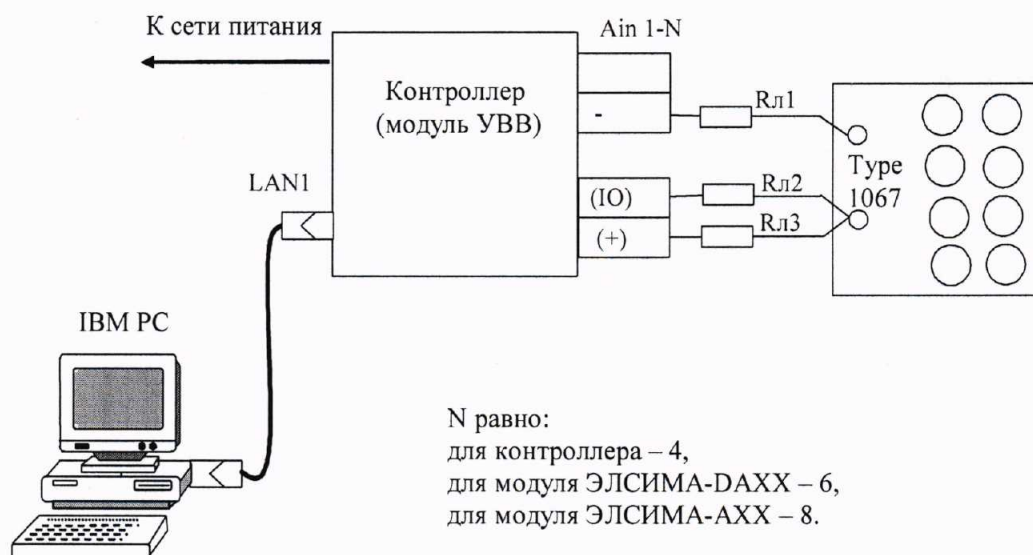 К сети питания
Ain 1-N
Контроллер
(модуль УВВ)
-
Rл1
Type
1067
LAN1
(IO)
Rл2
(+)
Rл3
IBM PC
N равно:
для контроллера – 4,
для модуля ЭЛСИМА-DAXX – 6,
для модуля ЭЛСИМА-AXX – 8.